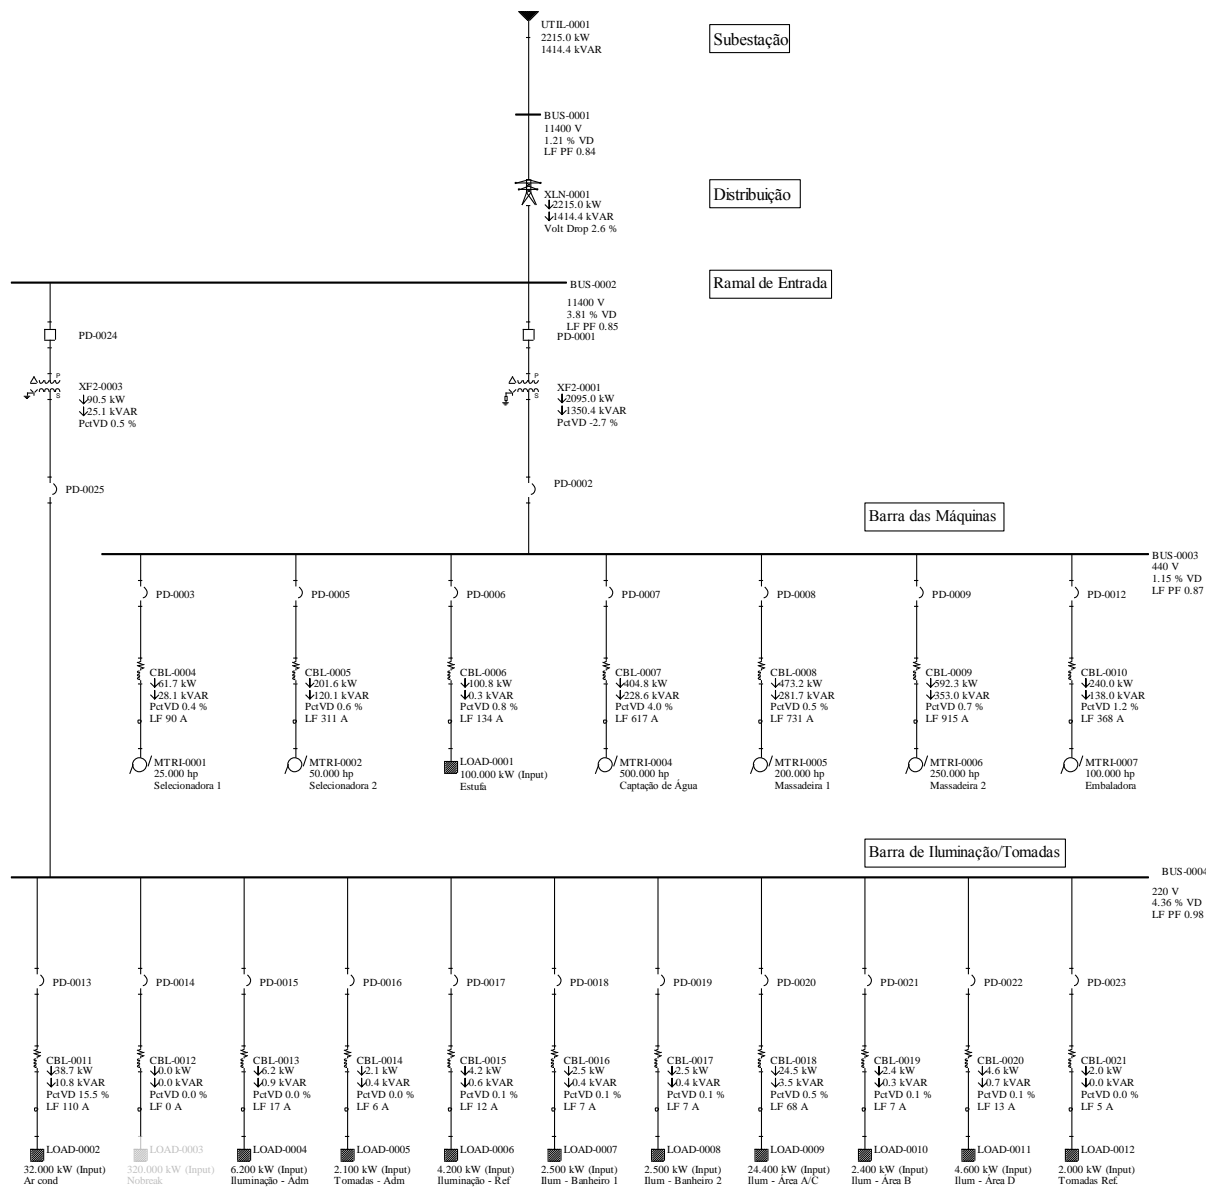 UTIL-0001
2215.0 kW
1414.4 kVAR
Subestação
BUS-0001
11400 V
1.21 % VD
LF PF 0.84
XLN-0001
2215.0 kW
1414.4 kVAR
Volt Drop 2.6 %
Distribuição
BUS-0002
11400 V
3.81 % VD
LF PF 0.85
Ramal de Entrada
PD-0024
PD-0001
P
S
XF2-0003
90.5 kW
25.1 kVAR
PctVD 0.5 %
P
S
XF2-0001
2095.0 kW
1350.4 kVAR
PctVD -2.7 %
PD-0025
PD-0002
Barra das Máquinas
BUS-0003
440 V
1.15 % VD
LF PF 0.87
PD-0003
PD-0005
PD-0006
PD-0007
PD-0008
PD-0009
PD-0012
CBL-0004
61.7 kW
28.1 kVAR
PctVD 0.4 %
LF 90 A
CBL-0005
201.6 kW
120.1 kVAR
PctVD 0.6 %
LF 311 A
CBL-0006
100.8 kW
0.3 kVAR
PctVD 0.8 %
LF 134 A
CBL-0007
404.8 kW
228.6 kVAR
PctVD 4.0 %
LF 617 A
CBL-0008
473.2 kW
281.7 kVAR
PctVD 0.5 %
LF 731 A
CBL-0009
592.3 kW
353.0 kVAR
PctVD 0.7 %
LF 915 A
CBL-0010
240.0 kW
138.0 kVAR
PctVD 1.2 %
LF 368 A
MTRI-0001
25.000 hp
Selecionadora 1
MTRI-0002
50.000 hp
Selecionadora 2
LOAD-0001
100.000 kW (Input)
Estufa
MTRI-0004
500.000 hp
Captação de Água
MTRI-0005
200.000 hp
Massadeira 1
MTRI-0006
250.000 hp
Massadeira 2
MTRI-0007
100.000 hp
Embaladora
Barra de Iluminação/Tomadas
BUS-0004
220 V
4.36 % VD
LF PF 0.98
PD-0013
PD-0014
PD-0015
PD-0016
PD-0017
PD-0018
PD-0019
PD-0020
PD-0021
PD-0022
PD-0023
CBL-0011
38.7 kW
10.8 kVAR
PctVD 15.5 %
LF 110 A
CBL-0012
0.0 kW
0.0 kVAR
PctVD 0.0 %
LF 0 A
CBL-0013
6.2 kW
0.9 kVAR
PctVD 0.0 %
LF 17 A
CBL-0014
2.1 kW
0.4 kVAR
PctVD 0.0 %
LF 6 A
CBL-0015
4.2 kW
0.6 kVAR
PctVD 0.1 %
LF 12 A
CBL-0016
2.5 kW
0.4 kVAR
PctVD 0.1 %
LF 7 A
CBL-0017
2.5 kW
0.4 kVAR
PctVD 0.1 %
LF 7 A
CBL-0018
24.5 kW
3.5 kVAR
PctVD 0.5 %
LF 68 A
CBL-0019
2.4 kW
0.3 kVAR
PctVD 0.1 %
LF 7 A
CBL-0020
4.6 kW
0.7 kVAR
PctVD 0.1 %
LF 13 A
CBL-0021
2.0 kW
0.0 kVAR
PctVD 0.0 %
LF 5 A
LOAD-0002
32.000 kW (Input)
Ar cond
LOAD-0003
320.000 kW (Input)
Nobreak
LOAD-0004
6.200 kW (Input)
Iluminação - Adm
LOAD-0005
2.100 kW (Input)
Tomadas - Adm
LOAD-0006
4.200 kW (Input)
Iluminação - Ref
LOAD-0007
2.500 kW (Input)
Ilum - Banheiro 1
LOAD-0008
2.500 kW (Input)
Ilum - Banheiro 2
LOAD-0009
24.400 kW (Input)
Ilum - Área A/C
LOAD-0010
2.400 kW (Input)
Ilum - Área B
LOAD-0011
4.600 kW (Input)
Ilum - Área D
LOAD-0012
2.000 kW (Input)
Tomadas Ref.